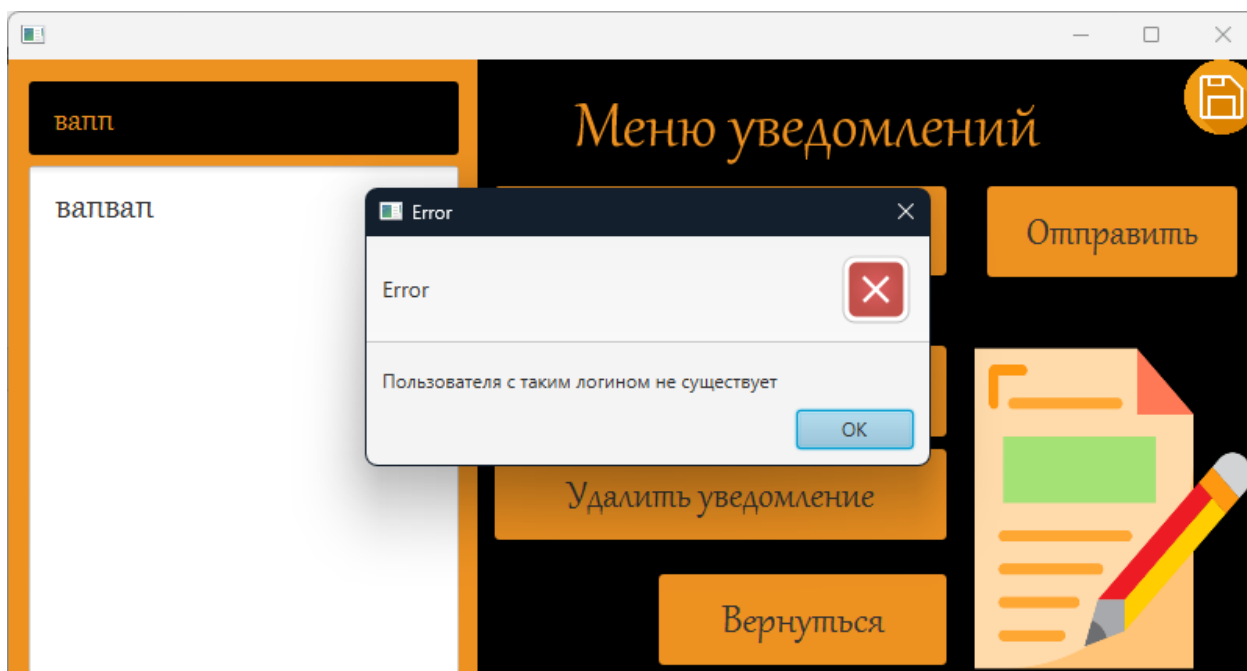 вапп
Меню уведомлений
вапвап
Отправить
Error
Error
Пользователя с таким логином не существует
OK
Удалить уведомление
Вернуться